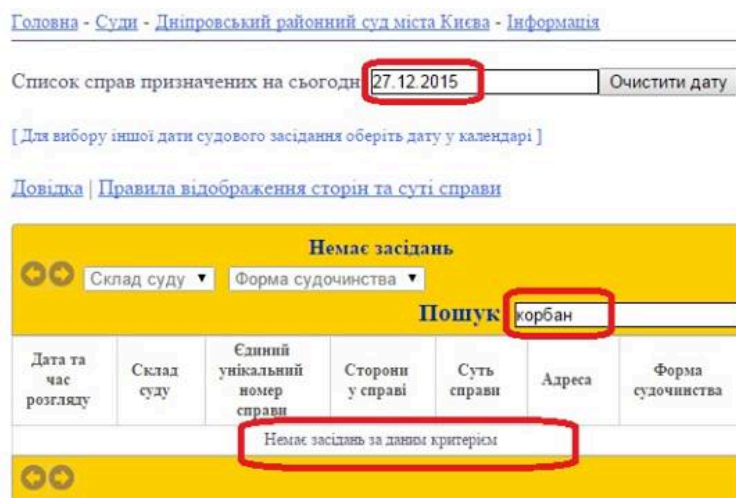 Головна - Суди - Дніпровський районний суд міста Києва - Інформація
Список справ призначених на сьогодн 27.12.2015 Очистити дату
[ Для вибору іншої дати судового засідання оберіть дату у календарі ]
Довідка | Правила відображення сторін та суті справи
Немає засідань
Склад суду ▼ Форма судочинства ▼
Пошук корбан
Дата та час розгляду Склад суду Єдиний унікальний номер справи Сторони у справі Суть справи Адреса Форма судочинства
Немає засідань за даним критерієм